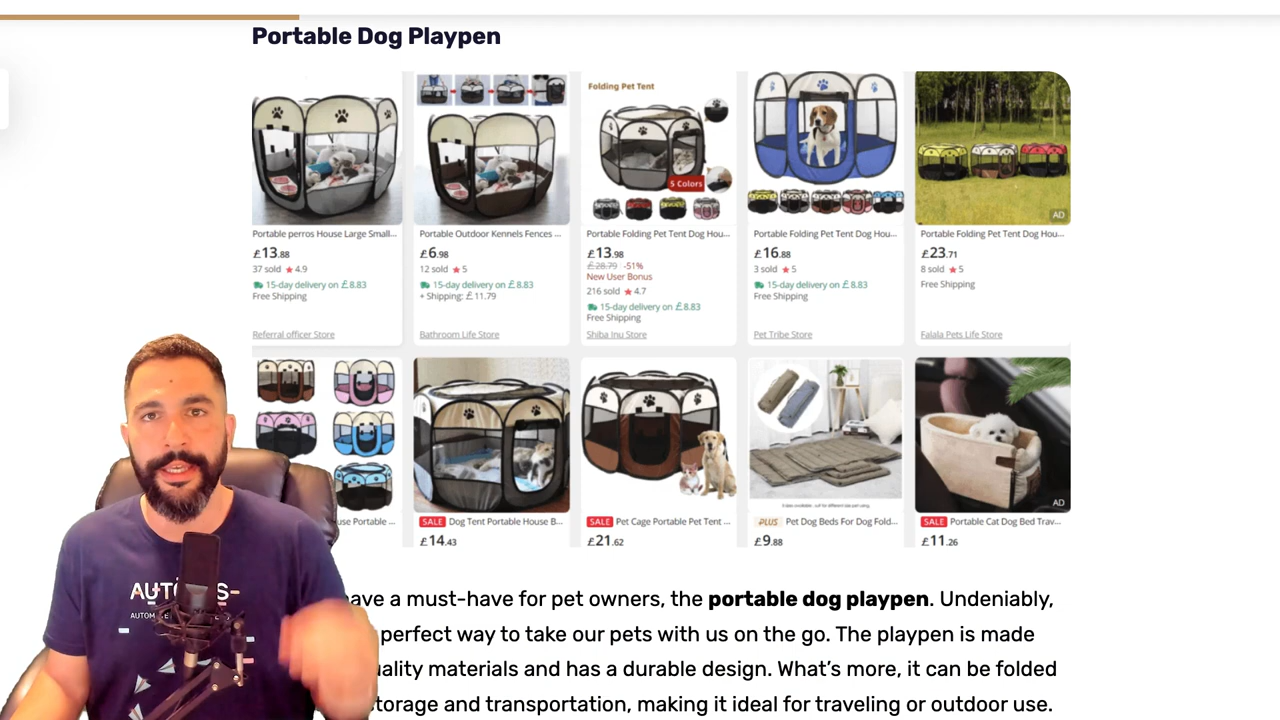 Portable Dog Playpen
Folding Pet Tent
5 Colors
AD
Portable perros House Large Small...
£13.88
37 sold ★ 4.9
15-day delivery on £8.83
Free Shipping
Referral officer Store
Portable Outdoor Kennels Fences ...
£6.98
12 sold ★ 5
15-day delivery on £8.83
+ Shipping: £11.79
Bathroom Life Store
Portable Folding Pet Tent Dog Hou...
£13.98
£28.79 -51%
New User Bonus
216 sold ★ 4.7
15-day delivery on £8.83
Free Shipping
Shiba Inu Store
Portable Folding Pet Tent Dog Hou...
£16.88
3 sold ★ 5
15-day delivery on £8.83
Free Shipping
Pet Tribe Store
Portable Folding Pet Tent Dog Hou...
£23.71
8 sold ★ 5
Free Shipping
Falala Pets Life Store
AD
use Portable ...
SALE Dog Tent Portable House B...
£14.43
SALE Pet Cage Portable Pet Tent ...
£21.62
PLUS Pet Dog Beds For Dog Fold...
£9.88
SALE Portable Cat Dog Bed Trav...
£11.26
ave a must-have for pet owners, the portable dog playpen. Undeniably,
perfect way to take our pets with us on the go. The playpen is made
uality materials and has a durable design. What's more, it can be folded
torage and transportation, making it ideal for traveling or outdoor use.